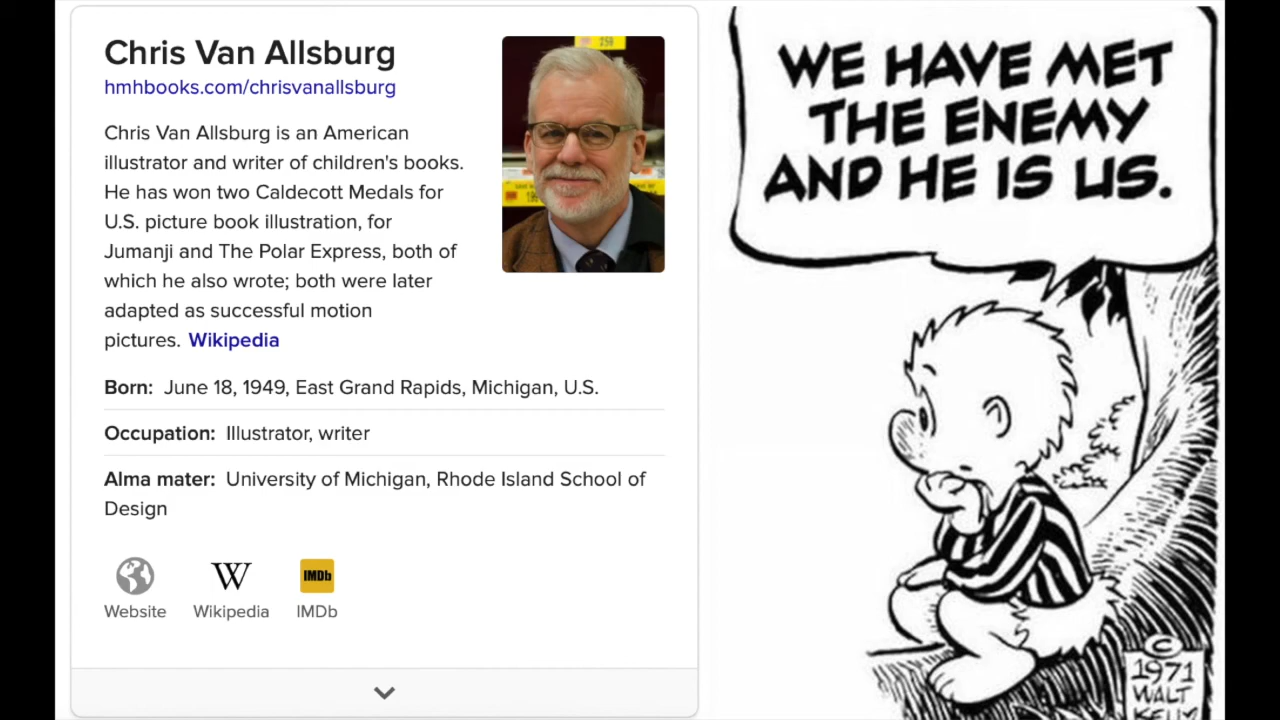 Chris Van Allsburg
hmhbooks.com/chrisvanallsburg
Chris Van Allsburg is an American
illustrator and writer of children's books.
He has won two Caldecott Medals for
U.S. picture book illustration, for
Jumanji and The Polar Express, both of
which he also wrote; both were later
adapted as successful motion
pictures. Wikipedia
Born: June 18, 1949, East Grand Rapids, Michigan, U.S.
Occupation: Illustrator, writer
Alma mater: University of Michigan, Rhode Island School of
Design
W
IMDb
Website
Wikipedia
IMDb
WE HAVE MET
THE ENEMY
AND HE IS US.
©
1971
WALT
KELLY